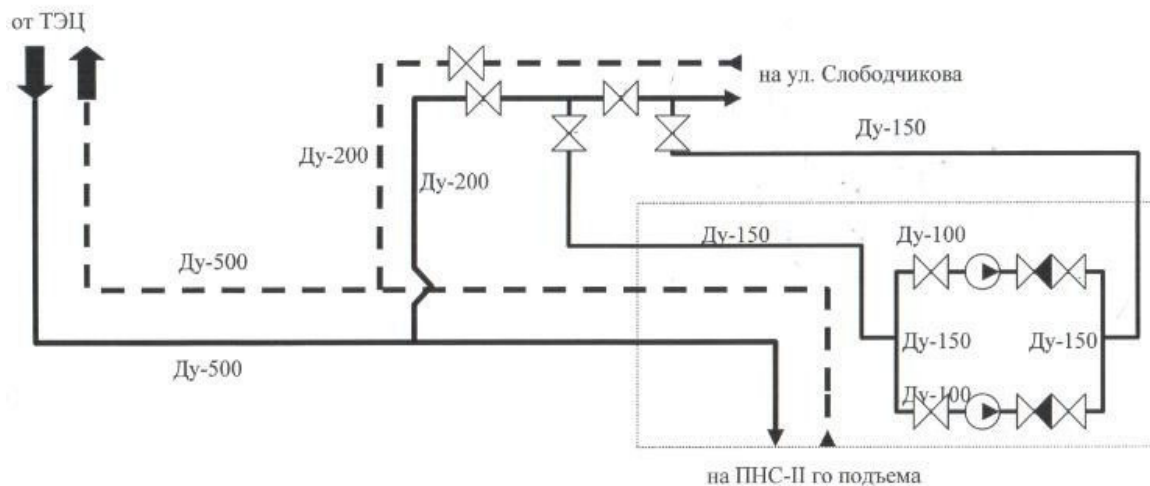 от ТЭЦ
на ул. Слободчикова
Ду-150
Ду-200
Ду-200
Ду-150
Ду-100
Ду-500
Ду-150
Ду-150
Ду-500
Ду-100
на ПНС-II го подъема